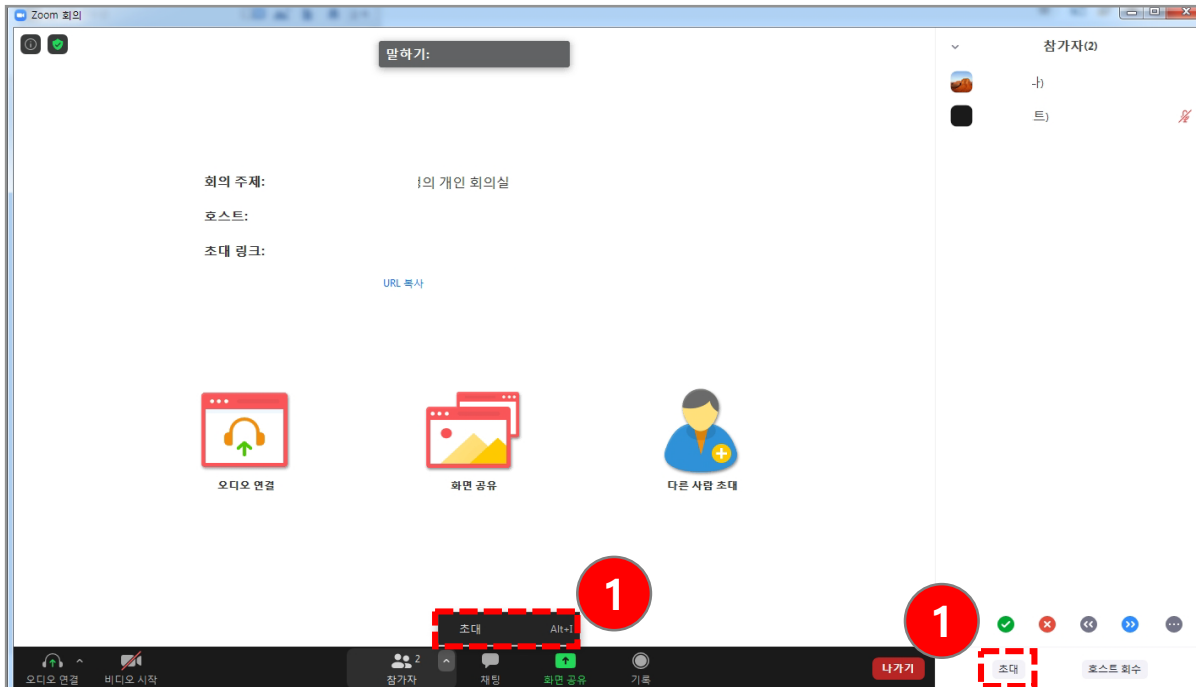 Zoom 회의
말하기:
참가자(2)
트)
회의 주제:
의 개인 회의실
호스트:
초대 링크:
URL 복사
오디오 연결
화면 공유
다른 사람 초대
1
초대 Alt+I
1
오디오 연결
비디오 시작
2
참가자
채팅
화면 공유
기록
나가기
초대
호스트 회수